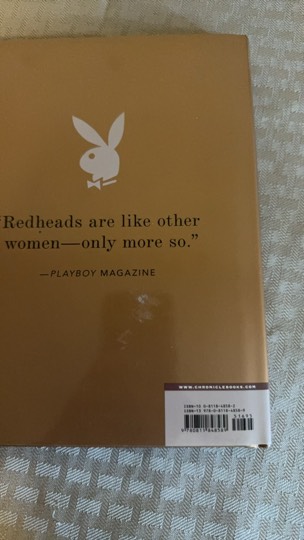 “Redheads are like other
women—only more so.”
—PLAYBOY MAGAZINE
WWW.CHRONICLEBOOKS.COM